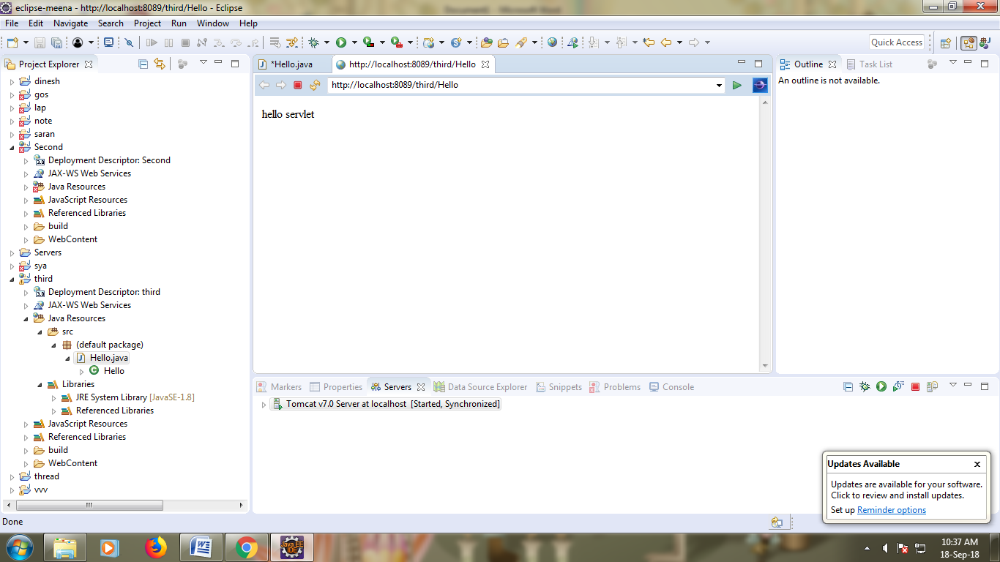 eclipse-meena - http://localhost:8089/third/Hello - Eclipse
File Edit Navigate Search Project Run Window Help
Quick Access
Project Explorer
dinesh
gos
lap
note
saran
Second
Deployment Descriptor: Second
JAX-WS Web Services
Java Resources
JavaScript Resources
Referenced Libraries
build
WebContent
Servers
sya
third
Deployment Descriptor: third
JAX-WS Web Services
Java Resources
src
(default package)
Hello.java
Hello
Libraries
JRE System Library [JavaSE-1.8]
Referenced Libraries
JavaScript Resources
Referenced Libraries
build
WebContent
thread
vvv
*Hello.java http://localhost:8089/third/Hello
http://localhost:8089/third/Hello
hello servlet
Outline Task List
An outline is not available.
Markers Properties Servers Data Source Explorer Snippets Problems Console
Tomcat v7.0 Server at localhost [Started, Synchronized]
Updates Available
Updates are available for your software.
Click to review and install updates.
Set up Reminder options
Done
Java EE
IDE
10:37 AM
18-Sep-18